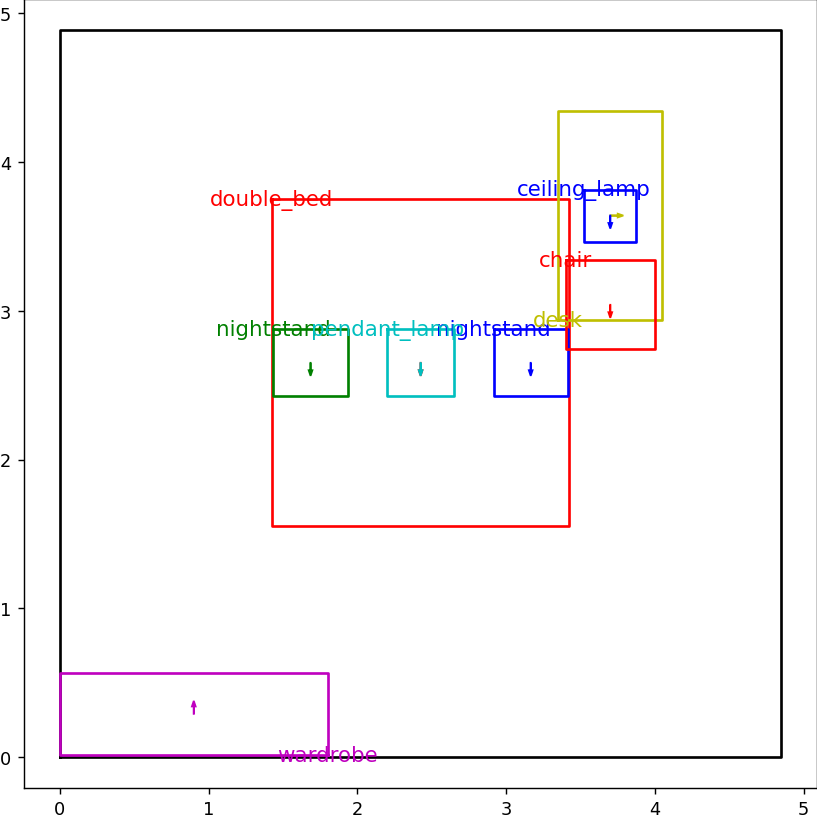 5
4
3
2
1
0
ceiling_lamp
double_bed
chair
desk
nightstand
pendant_lamp
nightstand
wardrobe
0 1 2 3 4 5